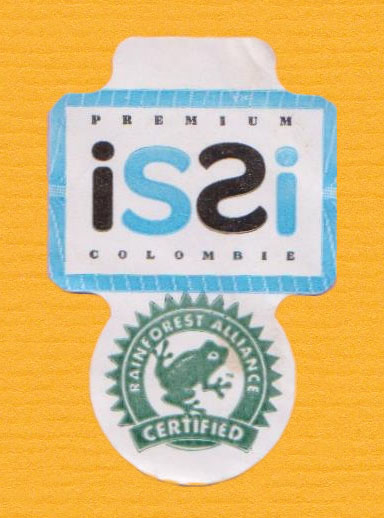 PREMIUM
issi
COLOMBIE
RAINFOREST ALLIANCE
CERTIFIED